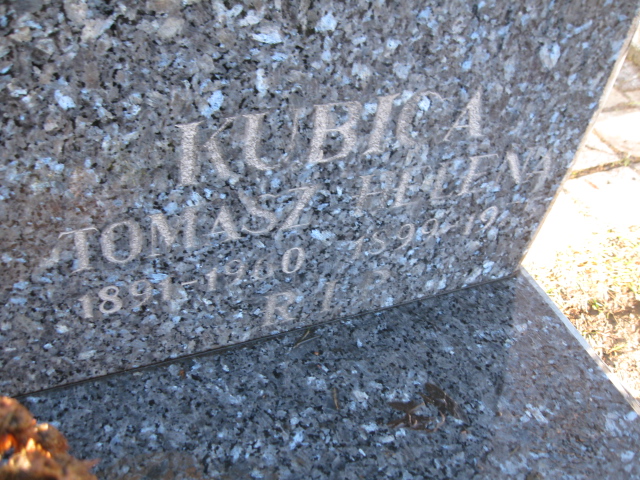 KUBICA
TOMASZ HELENA
1891-1960 1899-19
R.I.P.